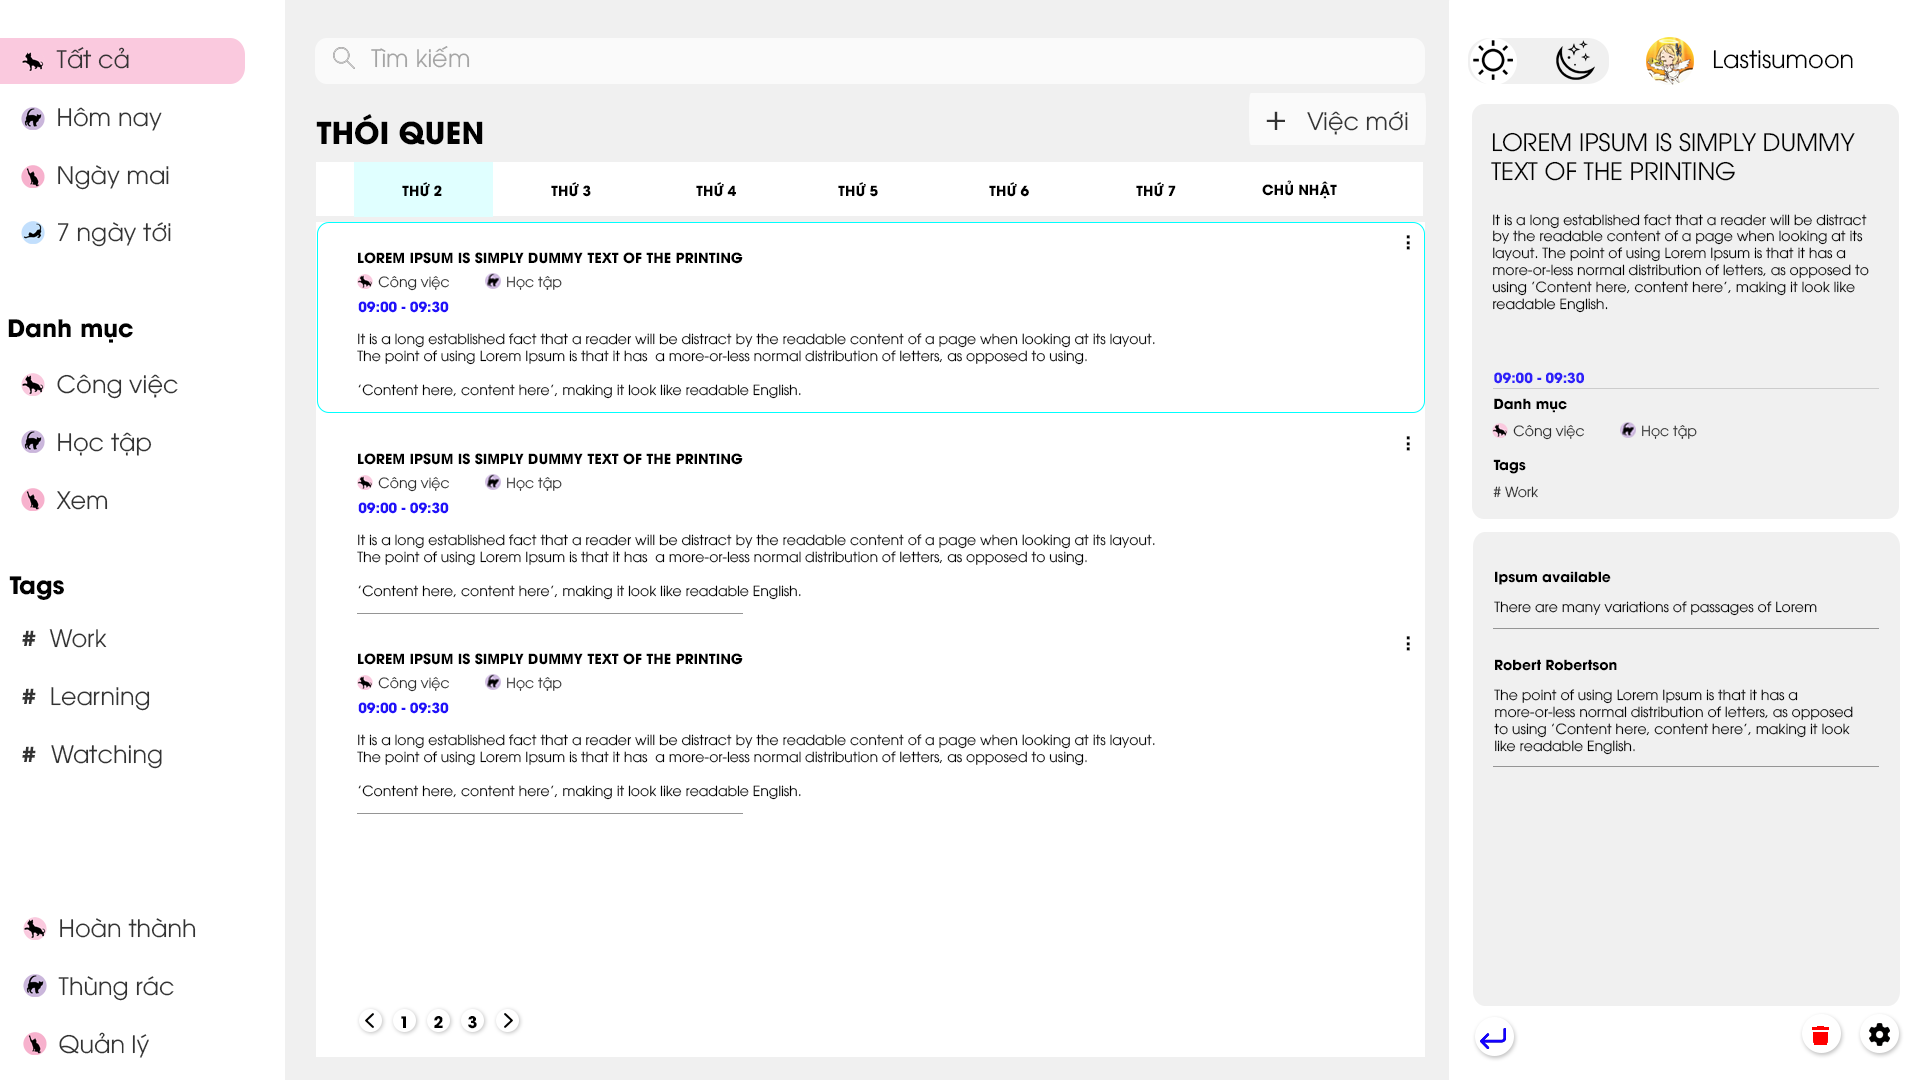 Tất cả
Hôm nay
Ngày mai
7 ngày tới
Danh mục
Công việc
Học tập
Xem
Tags
# Work
# Learning
# Watching
Hoàn thành
Thùng rác
Quản lý
Tìm kiếm
THÓI QUEN
+ Việc mới
THỨ 2
THỨ 3
THỨ 4
THỨ 5
THỨ 6
THỨ 7
CHỦ NHẬT
LOREM IPSUM IS SIMPLY DUMMY TEXT OF THE PRINTING
Công việc Học tập
09:00 - 09:30
It is a long established fact that a reader will be distract by the readable content of a page when looking at its layout.
The point of using Lorem Ipsum is that it has a more-or-less normal distribution of letters, as opposed to using.
'Content here, content here', making it look like readable English.
LOREM IPSUM IS SIMPLY DUMMY TEXT OF THE PRINTING
Công việc Học tập
09:00 - 09:30
It is a long established fact that a reader will be distract by the readable content of a page when looking at its layout.
The point of using Lorem Ipsum is that it has a more-or-less normal distribution of letters, as opposed to using.
'Content here, content here', making it look like readable English.
LOREM IPSUM IS SIMPLY DUMMY TEXT OF THE PRINTING
Công việc Học tập
09:00 - 09:30
It is a long established fact that a reader will be distract by the readable content of a page when looking at its layout.
The point of using Lorem Ipsum is that it has a more-or-less normal distribution of letters, as opposed to using.
'Content here, content here', making it look like readable English.
1 2 3
Lastisumoon
LOREM IPSUM IS SIMPLY DUMMY
TEXT OF THE PRINTING
It is a long established fact that a reader will be distract
by the readable content of a page when looking at its
layout. The point of using Lorem Ipsum is that it has a
more-or-less normal distribution of letters, as opposed to
using 'Content here, content here', making it look like
readable English.
09:00 - 09:30
Danh mục
Công việc Học tập
Tags
# Work
Ipsum available
There are many variations of passages of Lorem
Robert Robertson
The point of using Lorem Ipsum is that it has a
more-or-less normal distribution of letters, as opposed
to using 'Content here, content here', making it look
like readable English.